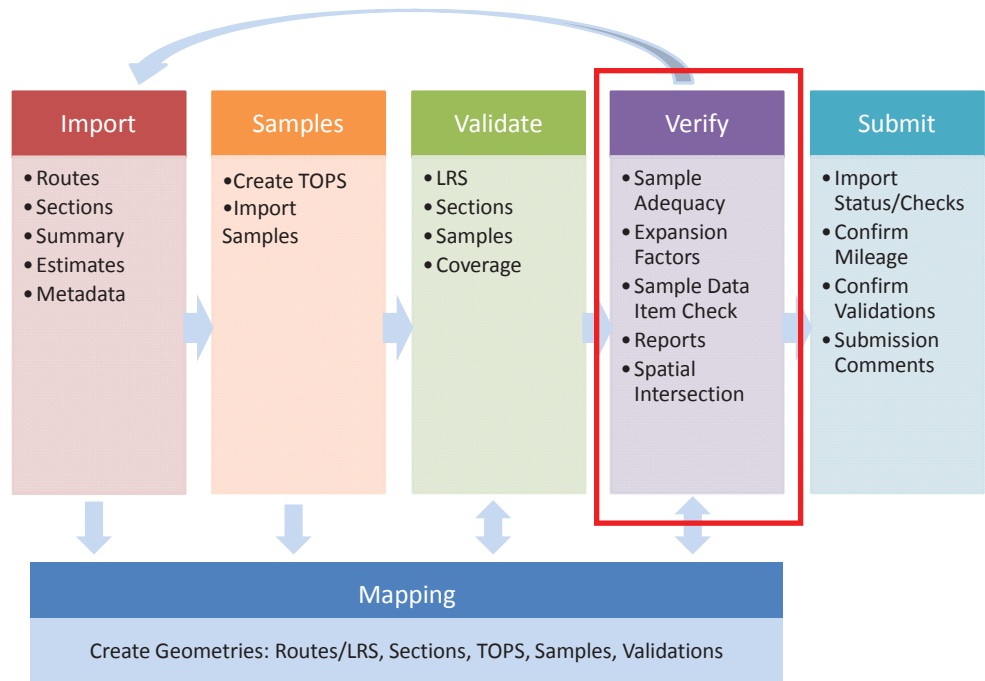 Import
• Routes
• Sections
• Summary
• Estimates
• Metadata
Samples
•Create TOPS
•Import
Samples
Validate
• LRS
• Sections
• Samples
• Coverage
Verify
• Sample
Adequacy
• Expansion
Factors
• Sample Data
Item Check
• Reports
• Spatial
Intersection
Submit
• Import
Status/Checks
• Confirm
Mileage
• Confirm
Validations
• Submission
Comments
Mapping
Create Geometries: Routes/LRS, Sections, TOPS, Samples, Validations